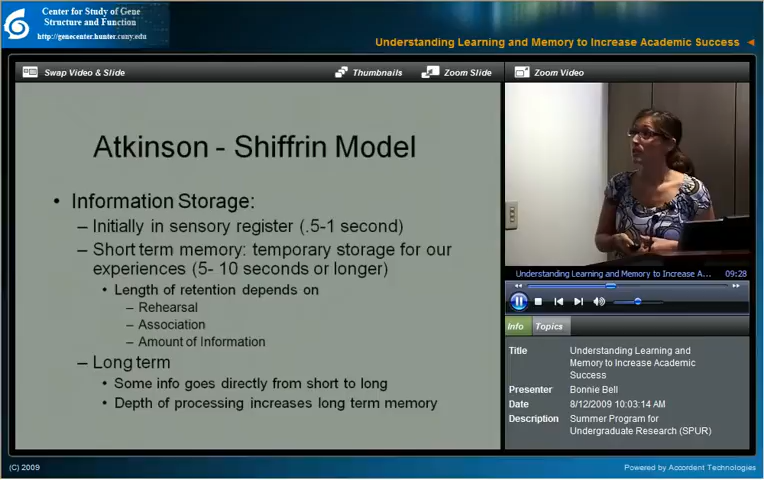 Center for Study of Gene
Structure and Function
http://genecenter.hunter.cuny.edu
Understanding Learning and Memory to Increase Academic Success
Swap Video & Slide
Thumbnails
Zoom Slide
Zoom Video
Atkinson - Shiffrin Model
• Information Storage:
– Initially in sensory register (.5-1 second)
– Short term memory: temporary storage for our
experiences (5- 10 seconds or longer)
• Length of retention depends on
– Rehearsal
– Association
– Amount of Information
– Long term
• Some info goes directly from short to long
• Depth of processing increases long term memory
Understanding Learning and Memory to Increase A... 09:28
Info Topics
Title Understanding Learning and
Memory to Increase Academic
Success
Presenter Bonnie Bell
Date 8/12/2009 10:03:14 AM
Description Summer Program for
Undergraduate Research (SPUR)
(C) 2009
Powered by Accordent Technologies